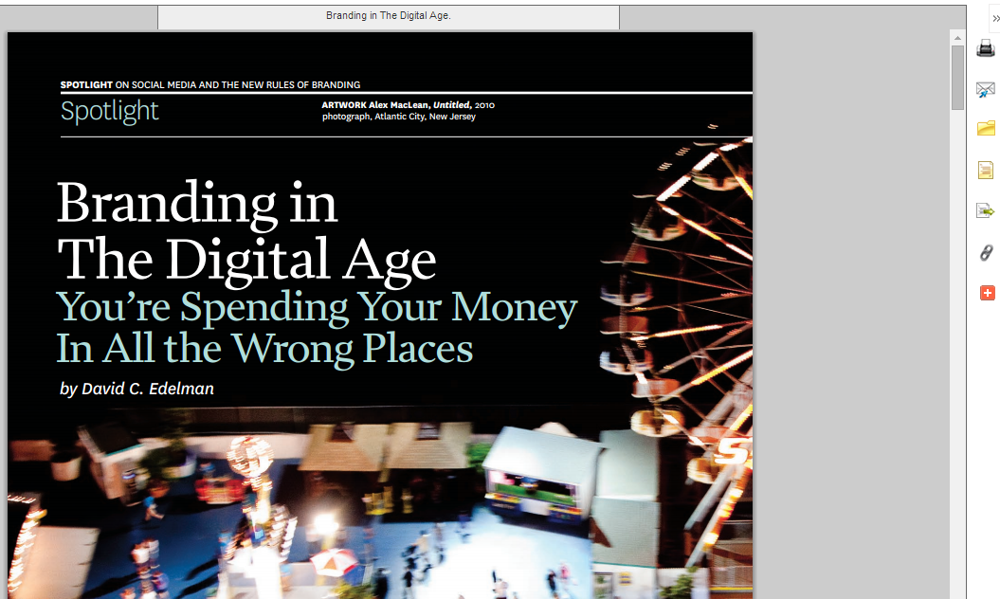 Branding in The Digital Age.
SPOTLIGHT ON SOCIAL MEDIA AND THE NEW RULES OF BRANDING
Spotlight
ARTWORK Alex MacLean, Untitled, 2010
photograph, Atlantic City, New Jersey
Branding in
The Digital Age
You’re Spending Your Money
In All the Wrong Places
by David C. Edelman